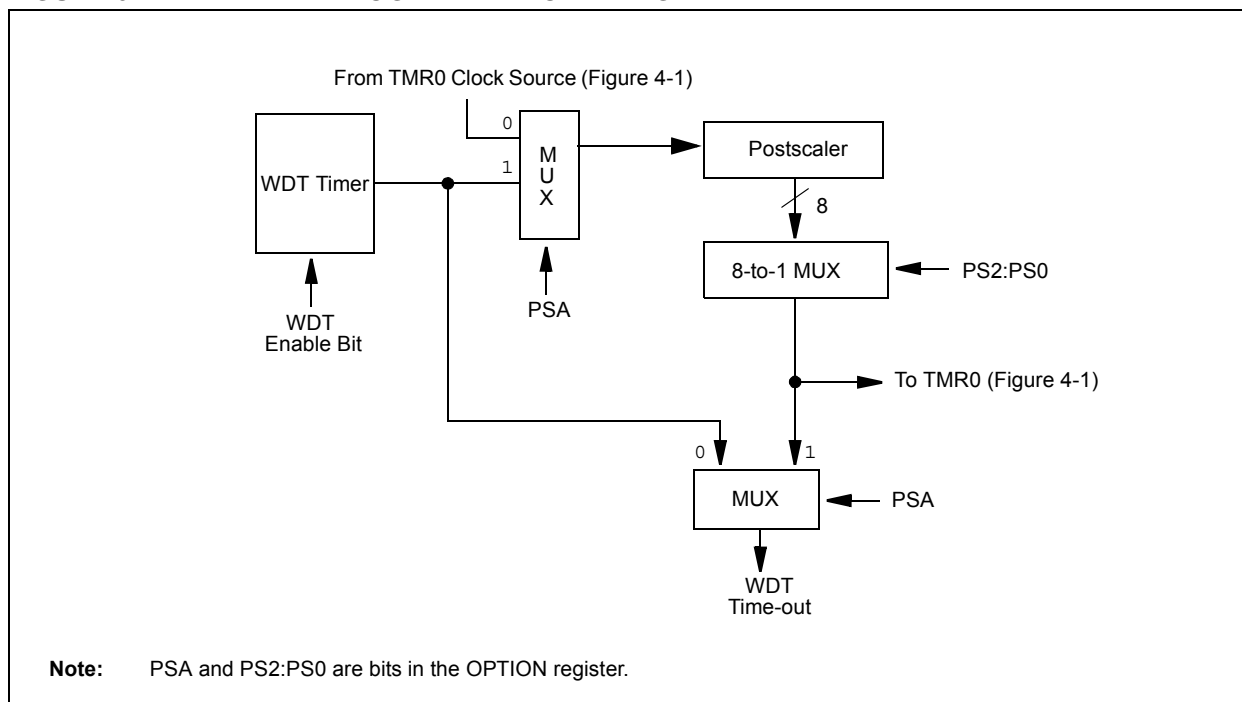 From TMR0 Clock Source (Figure 4-1)
0
1
M
U
X
WDT Timer
Postscaler
8
8-to-1 MUX
PS2:PS0
PSA
WDT
Enable Bit
To TMR0 (Figure 4-1)
0
1
MUX
PSA
WDT
Time-out
Note: PSA and PS2:PS0 are bits in the OPTION register.